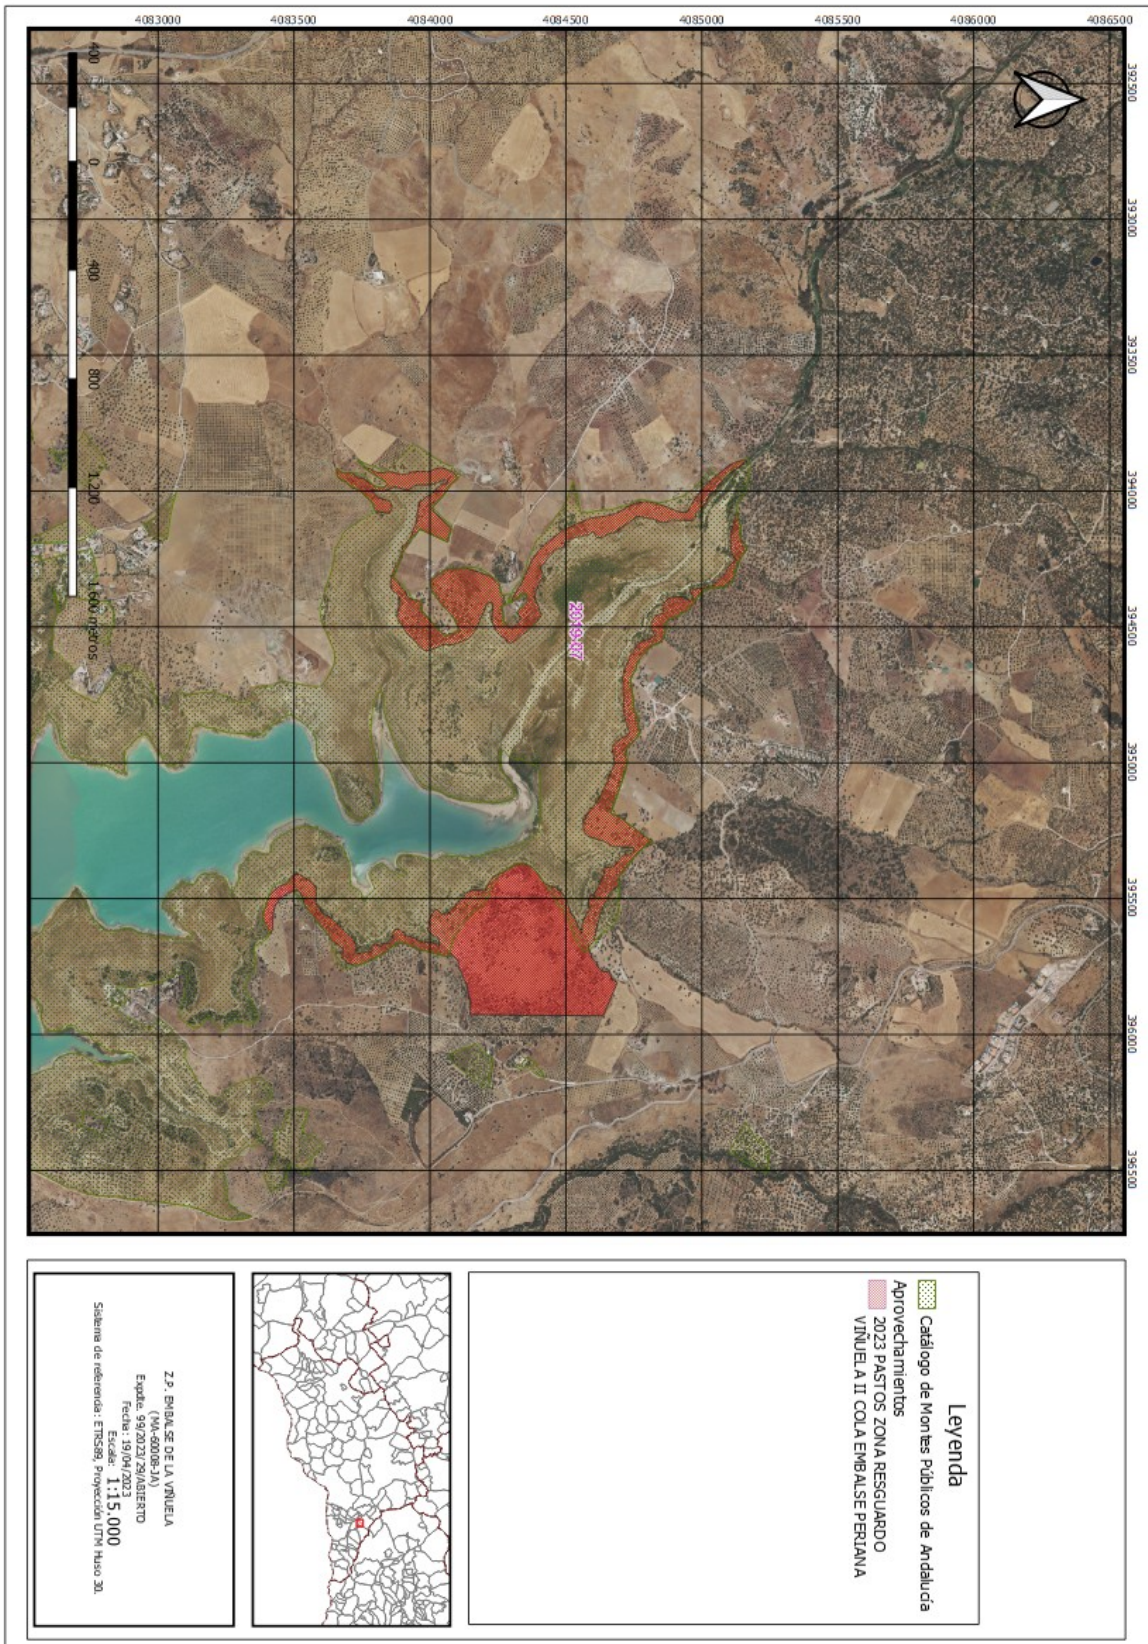 4083000 4083500 4084000 4084500 4085000 4085500 4086000 4086500
392500
393000
393500
394000
394500
395000
395500
396000
396500
400 0 400 800 1.200 1.600 metros
2019-07
Leyenda
Catálogo de Montes Públicos de Andalucía
Aprovechamientos
2023 PASTOS ZONA RESGUARDO
VIÑUELA II COLA EMBALSE PERIANA
Z.P. EMBALSE DE LA VIÑUELA
(MA-60008-JA)
Expdte. 99/2023/29/ABIERTO
Fecha: 19/04/2023
Escala: 1:15.000
Sistema de referencia: ETRS89, Proyección UTM Huso 30.